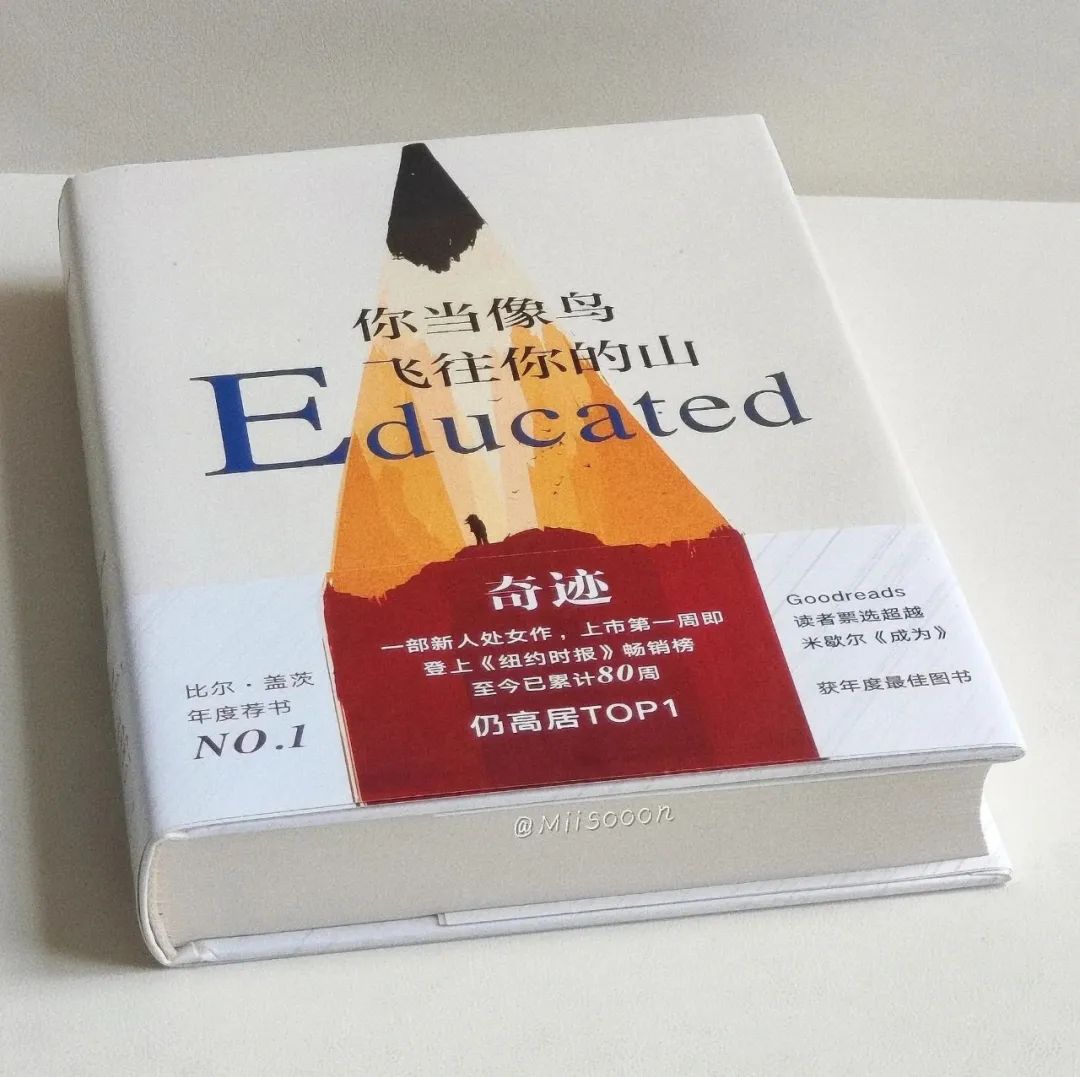 你当像鸟
飞往你的山
Educated
奇迹
一部新人处女作，上市第一周即
登上《纽约时报》畅销榜
至今已累计80周
仍高居TOP1
比尔·盖茨
年度荐书
NO.1
Goodreads
读者票选超越
米歇尔《成为》
获年度最佳图书
@Miisooon